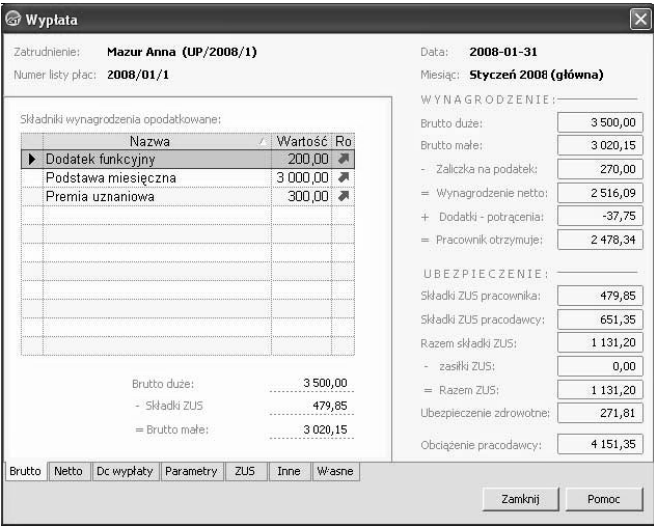 Wypłata
Zatrudnienie: Mazur Anna (UP/2008/1)
Numer listy płac: 2008/01/1
Data: 2008-01-31
Miesiąc: Styczeń 2008 (główna)
Składniki wynagrodzenia opodatkowane:
Nazwa Wartość Ro
Dodatek funkcyjny 200,00
Podstawa miesięczna 3 000,00
Premia uznaniowa 300,00
Brutto duże: 3 500,00
- Składki ZUS 479,85
= Brutto małe: 3 020,15
WYNAGRODZENIE:
Brutto duże: 3 500,00
Brutto małe: 3 020,15
- Zaliczka na podatek: 270,00
= Wynagrodzenie netto: 2 516,09
+ Dodatki - potrącenia: -37,75
= Pracownik otrzymuje: 2 478,34
UBEZPIECZENIE:
Składki ZUS pracownika: 479,85
Składki ZUS pracodawcy: 651,35
Razem składki ZUS: 1 131,20
- zasiłki ZUS: 0,00
= Razem ZUS: 1 131,20
Ubezpieczenie zdrowotne: 271,81
Obciążenie pracodawcy: 4 151,35
Brutto Netto Dc wypłaty Parametry ZUS Inne W:asne
Zamknij Pomoc